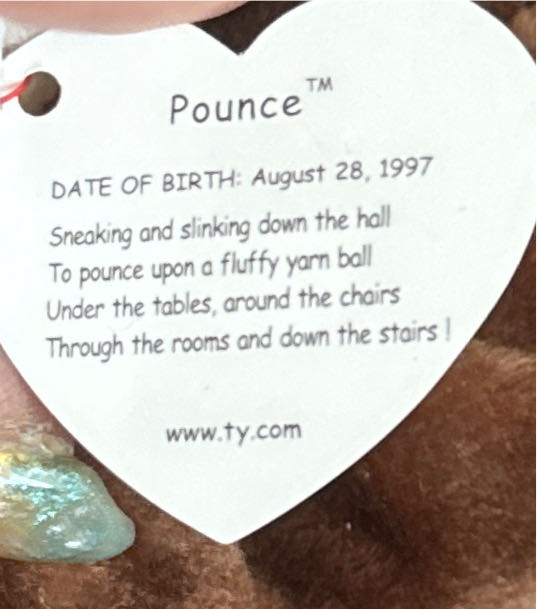 Pounce™
DATE OF BIRTH: August 28, 1997
Sneaking and slinking down the hall
To pounce upon a fluffy yarn ball
Under the tables, around the chairs
Through the rooms and down the stairs !
www.ty.com